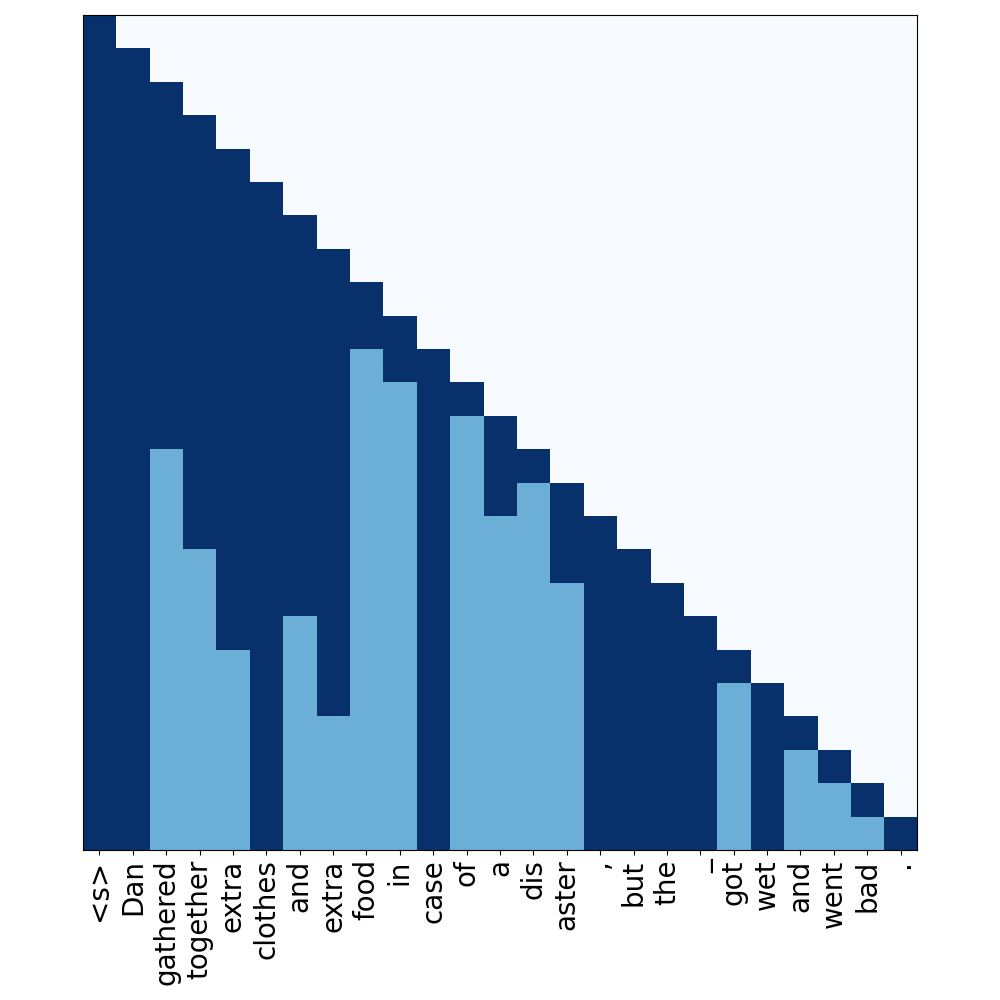 <s>
Dan
gathered
together
extra
clothes
and
extra
food
in
case
of
a
dis
aster
,
but
the
_
got
wet
and
went
bad
.